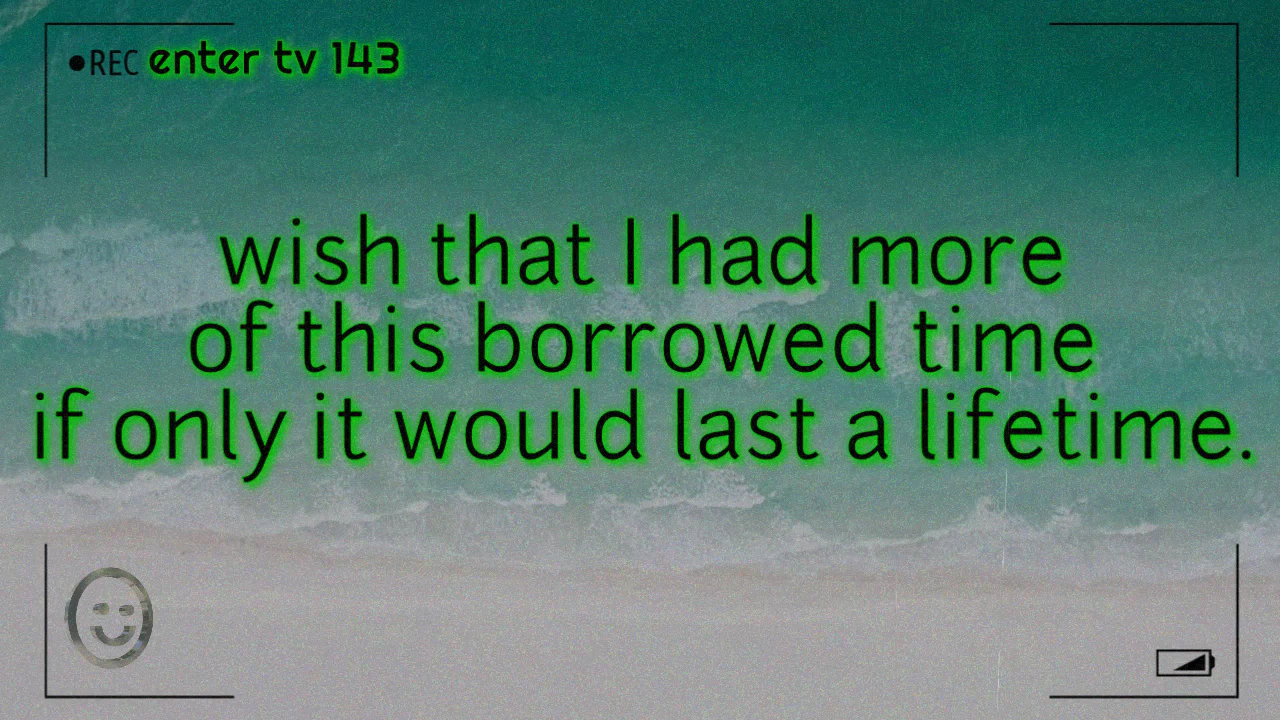 ●REC enter tv 143
wish that I had more
of this borrowed time
if only it would last a lifetime.